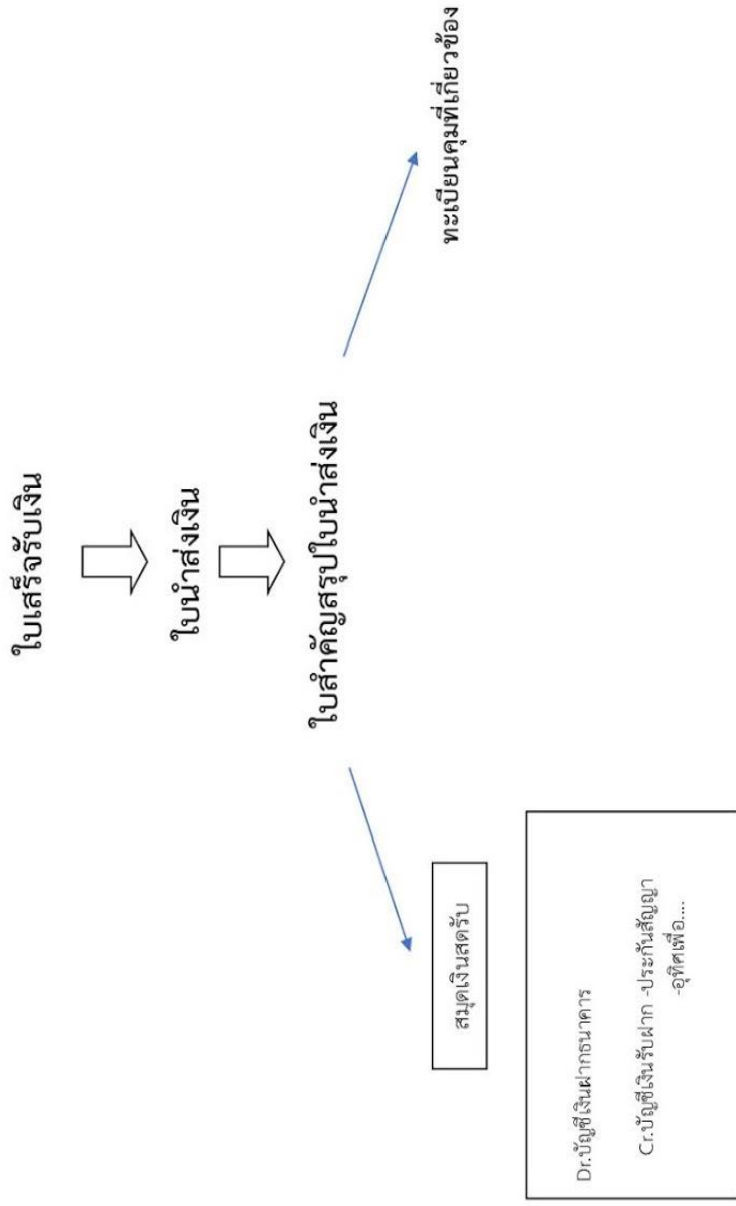 ใบเสร็จรับเงิน
ใบนำส่งเงิน
ใบสำคัญสรุปใบนำส่งเงิน
สมุดเงินสดรับ
ทะเบียนคุมที่เกี่ยวข้อง
Dr.บัญชีเงินฝากธนาคาร
Cr.บัญชีเงินรับฝาก -ประกันสัญญา
-อุทิศเพื่อ....